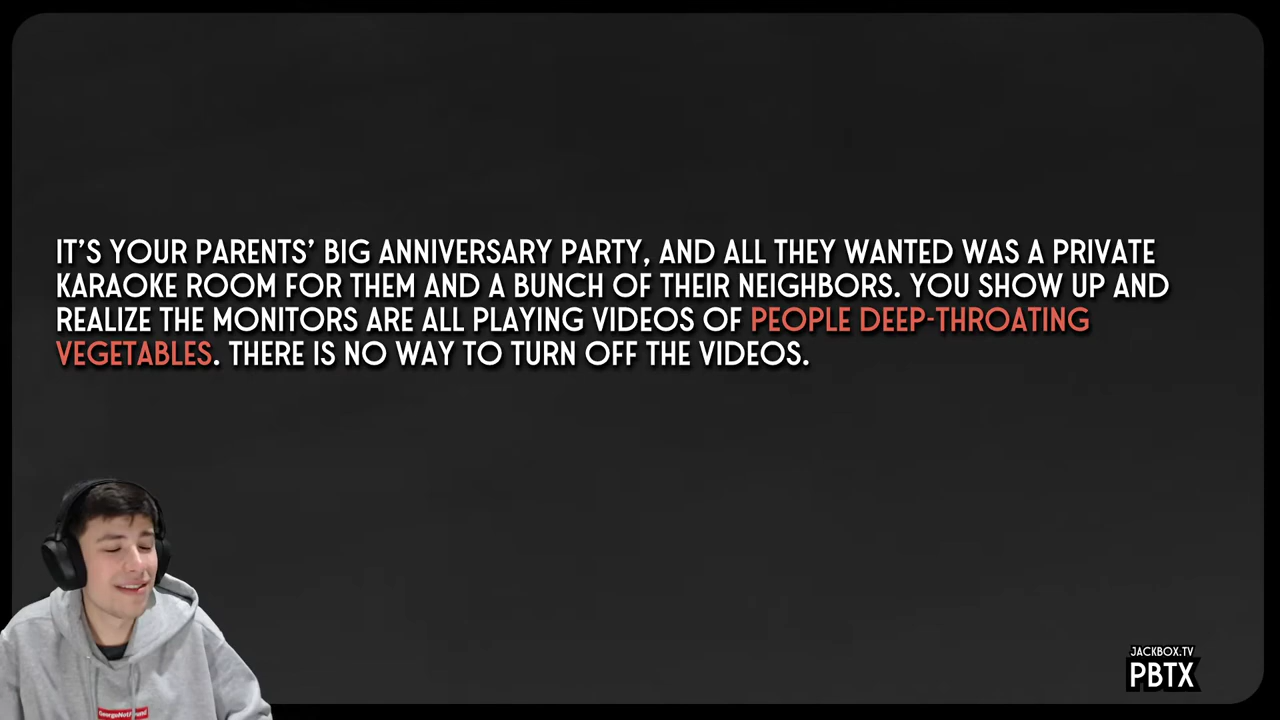 IT'S YOUR PARENTS' BIG ANNIVERSARY PARTY, AND ALL THEY WANTED WAS A PRIVATE
KARAOKE ROOM FOR THEM AND A BUNCH OF THEIR NEIGHBORS. YOU SHOW UP AND
REALIZE THE MONITORS ARE ALL PLAYING VIDEOS OF PEOPLE DEEP-THROATING
VEGETABLES. THERE IS NO WAY TO TURN OFF THE VIDEOS.
JACKBOX.TV
PBTX
GeorgeNotFound